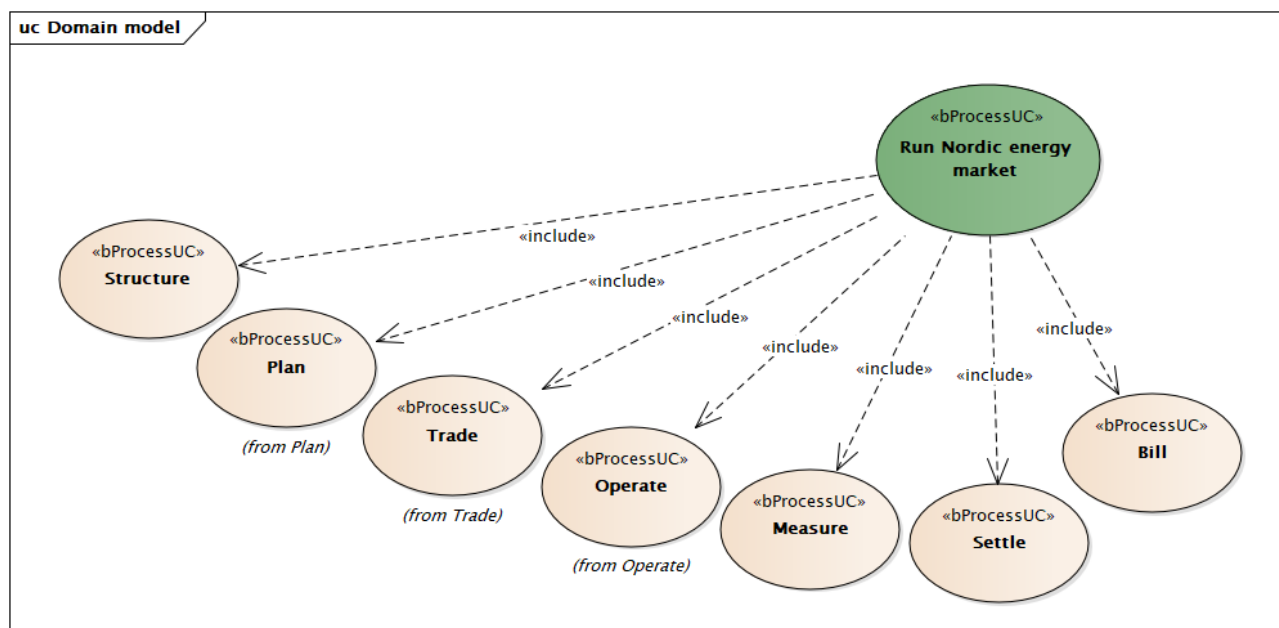 uc Domain model
«bProcessUC»
Run Nordic energy
market
«include»
«bProcessUC»
Structure
«include»
«bProcessUC»
Plan
(from Plan)
«include»
«bProcessUC»
Trade
(from Trade)
«include»
«bProcessUC»
Operate
(from Operate)
«include»
«bProcessUC»
Measure
«include»
«bProcessUC»
Settle
«include»
«bProcessUC»
Bill